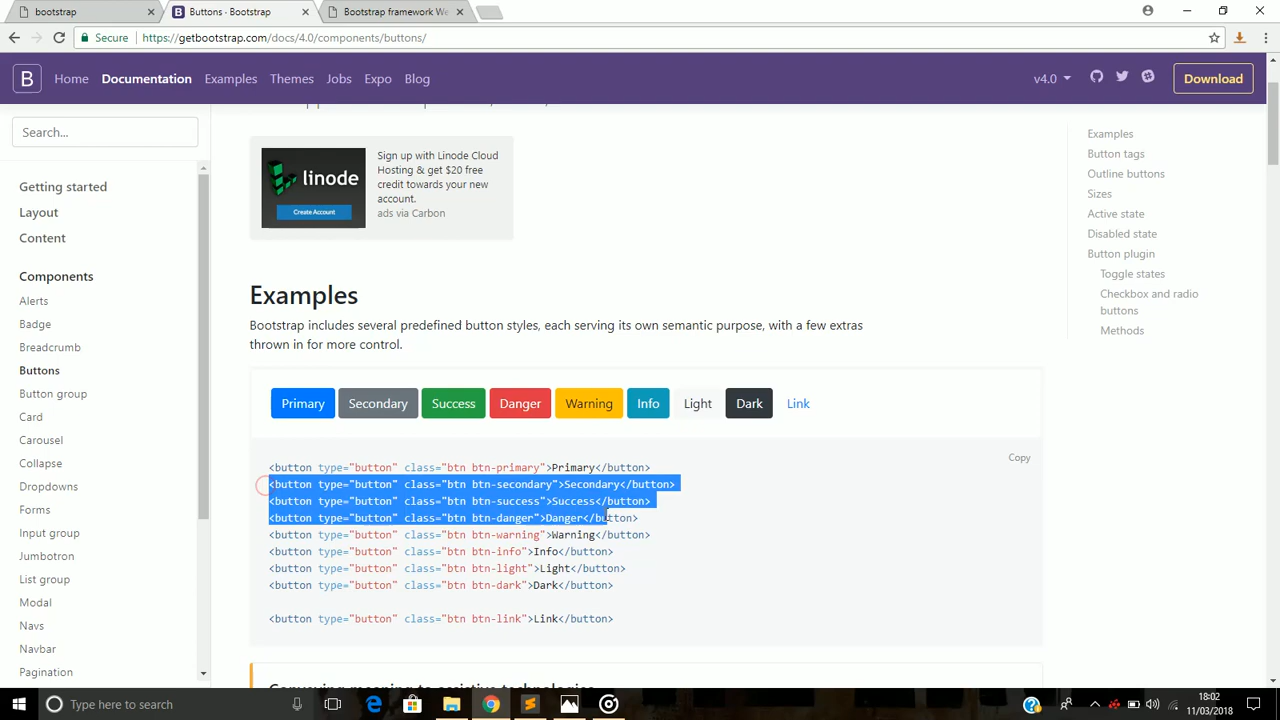 bootstrap
Buttons · Bootstrap
Bootstrap framework We
Secure
https://getbootstrap.com/docs/4.0/components/buttons/
B
Home
Documentation
Examples
Themes
Jobs
Expo
Blog
v4.0
Download
Search...
Getting started
Layout
Content
Components
Alerts
Badge
Breadcrumb
Buttons
Button group
Card
Carousel
Collapse
Dropdowns
Forms
Input group
Jumbotron
List group
Modal
Navs
Navbar
Pagination
linode
Create Account
Sign up with Linode Cloud
Hosting & get $20 free
credit towards your new
account.
ads via Carbon
Examples
Bootstrap includes several predefined button styles, each serving its own semantic purpose, with a few extras
thrown in for more control.
Primary
Secondary
Success
Danger
Warning
Info
Light
Dark
Link
Copy
<button type="button" class="btn btn-primary">Primary</button>
<button type="button" class="btn btn-secondary">Secondary</button>
<button type="button" class="btn btn-success">Success</button>
<button type="button" class="btn btn-danger">Danger</button>
<button type="button" class="btn btn-warning">Warning</button>
<button type="button" class="btn btn-info">Info</button>
<button type="button" class="btn btn-light">Light</button>
<button type="button" class="btn btn-dark">Dark</button>
<button type="button" class="btn btn-link">Link</button>
Conveying meaning to assistive technologies
Examples
Button tags
Outline buttons
Sizes
Active state
Disabled state
Button plugin
Toggle states
Checkbox and radio
buttons
Methods
Type here to search
18:02
11/03/2018